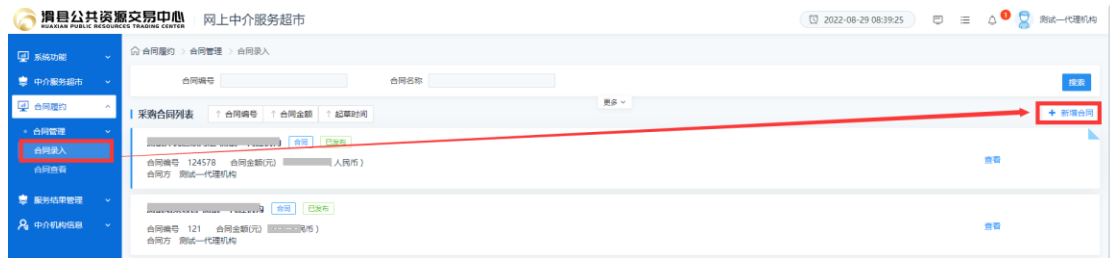 滑县公共资源交易中心 网上中介服务超市 2022-08-29 08:39:25 测试一代理机构
HUAXIAN PUBLIC RESOURCES TRADING CENTER
系统功能
中介服务超市
合同履约
合同管理
合同录入
合同查看
服务结果管理
中介机构信息
合同履约 > 合同管理 > 合同录入
合同编号 合同名称 搜索
更多
采购合同列表 ↑ 合同编号 ↑ 合同金额 ↑ 起草时间 + 新增合同
合同 已发布
合同编号 124578 合同金额(元) 人民币) 查看
合同方 测试一代理机构
合同 已发布
合同编号 121 合同金额(元) 民币) 查看
合同方 测试一代理机构